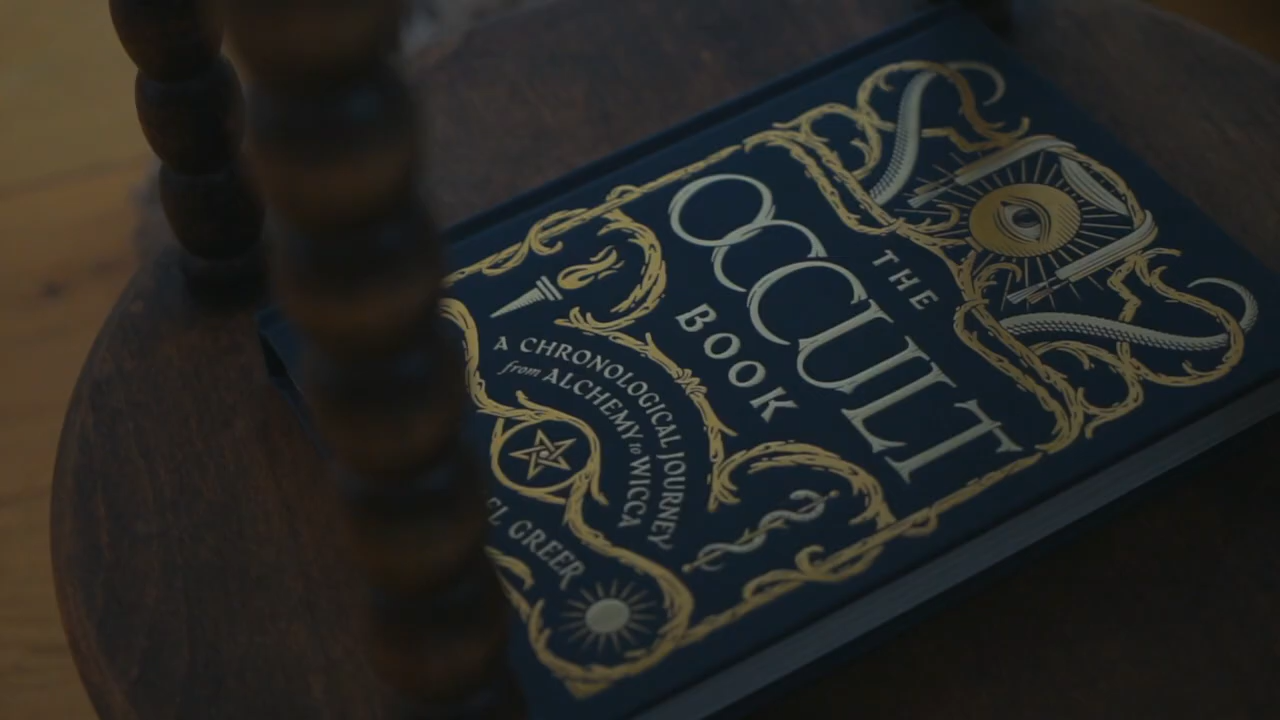 THE
OCCULT
BOOK
A CHRONOLOGICAL JOURNEY
from ALCHEMY to WICCA
GREER